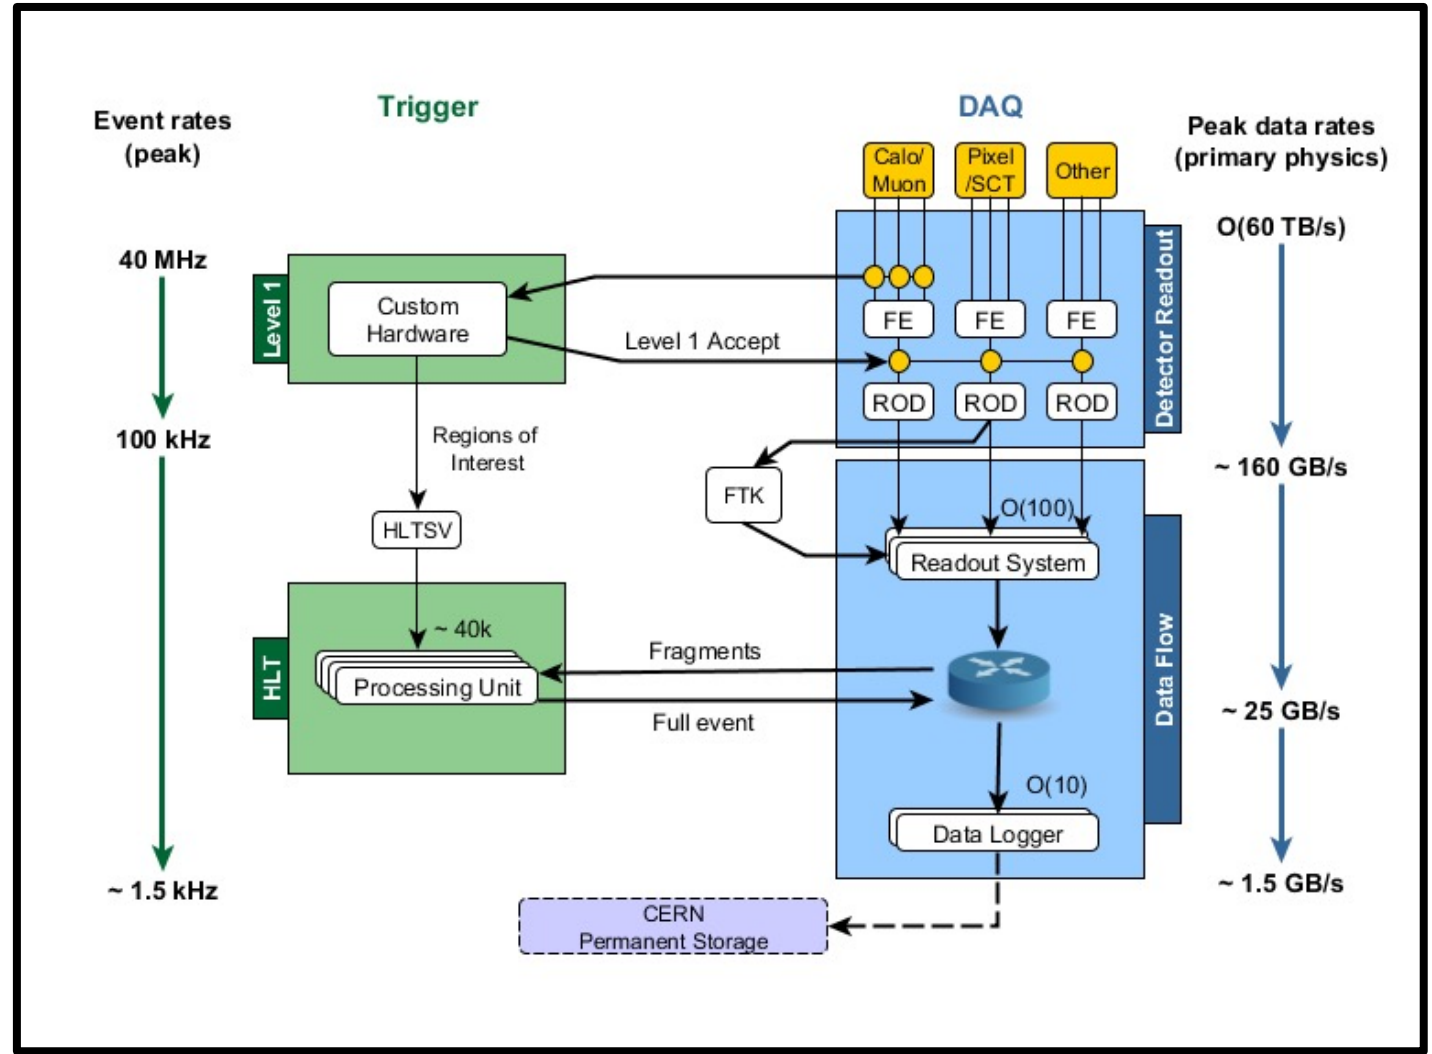 Trigger
DAQ
Event rates
(peak)
Peak data rates
(primary physics)
Calo/
Muon
Pixel
/SCT
Other
O(60 TB/s)
40 MHz
Level 1
Custom
Hardware
FE
FE
FE
Detector Readout
Level 1 Accept
ROD
ROD
ROD
100 kHz
Regions of
Interest
~ 160 GB/s
FTK
O(100)
HLTSV
Readout System
~ 40k
HLT
Processing Unit
Fragments
Full event
Data Flow
~ 25 GB/s
O(10)
Data Logger
~ 1.5 kHz
~ 1.5 GB/s
CERN
Permanent Storage